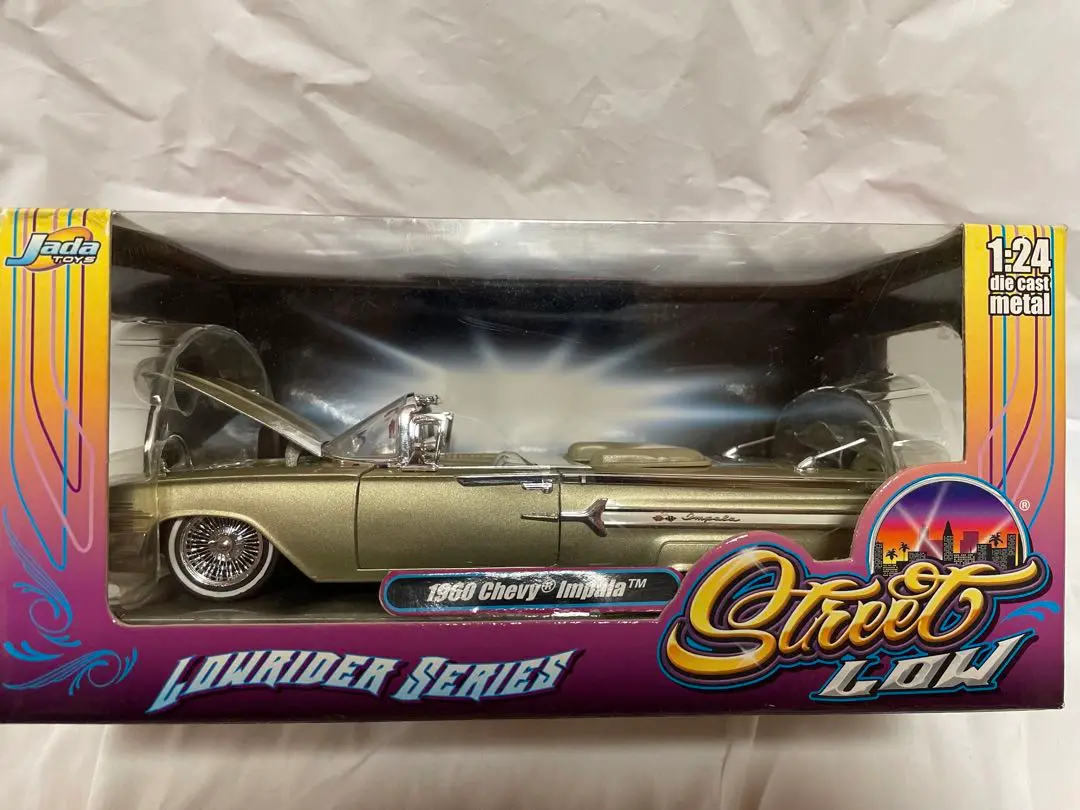 Jada
TOYS
1:24
die cast
metal
Impala
1960 Chevy® Impala™
®
Street
LOW
LOWRIDER SERIES